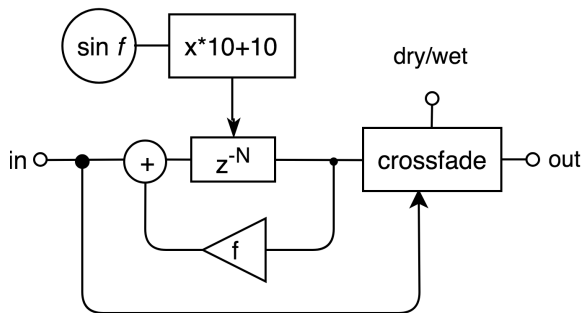 sin f
x*10+10
dry/wet
in
+
z-N
crossfade
out
f